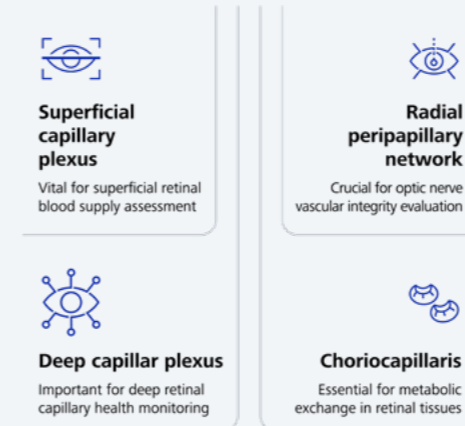 Superficial
capillary
plexus
Vital for superficial retinal
blood supply assessment
Radial
peripapillary
network
Crucial for optic nerve
vascular integrity evaluation
Deep capillar plexus
Important for deep retinal
capillary health monitoring
Choriocapillaris
Essential for metabolic
exchange in retinal tissues